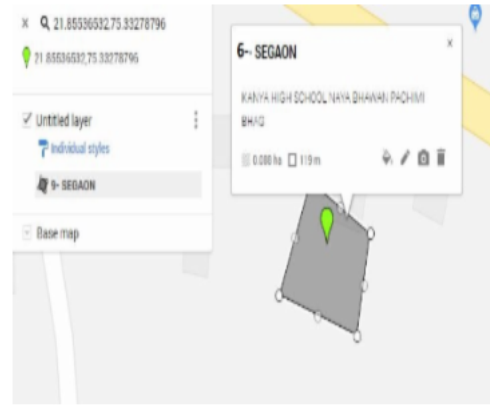 21.85536532,75.33278796
21.85536532,75.33278796
Untitled layer
Individual styles
9- SEGAON
Base map
6-- SEGAON
KANYA HIGH SCHOOL NAYA BHAWAN PACHIMI
BHAG
0.080 ha 119 m